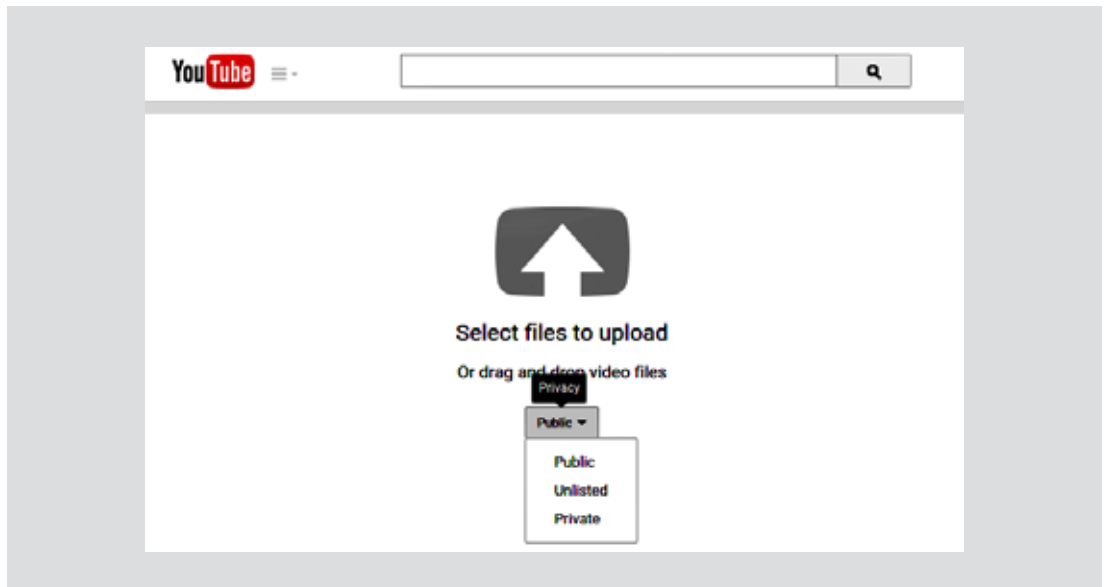 YouTube
Select files to upload
Or drag and drop video files
Privacy
Public
Public
Unlisted
Private